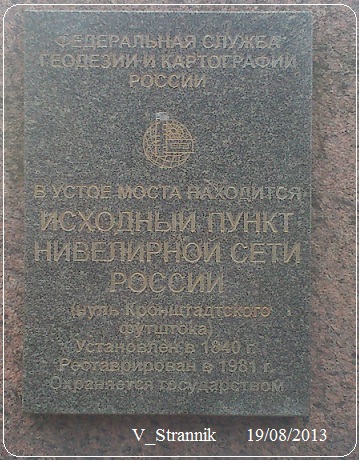 ФЕДЕРАЛЬНАЯ СЛУЖБА
ГЕОДЕЗИИ И КАРТОГРАФИИ
РОССИИ
В УСТОЕ МОСТА НАХОДИТСЯ
ИСХОДНЫЙ ПУНКТ
НИВЕЛИРНОЙ СЕТИ
РОССИИ
(нуль Кронштадтского
футштока)
Установлен в 1840 г.
Реставрирован в 1981 г.
Охраняется государством
V_Strannik 19/08/2013